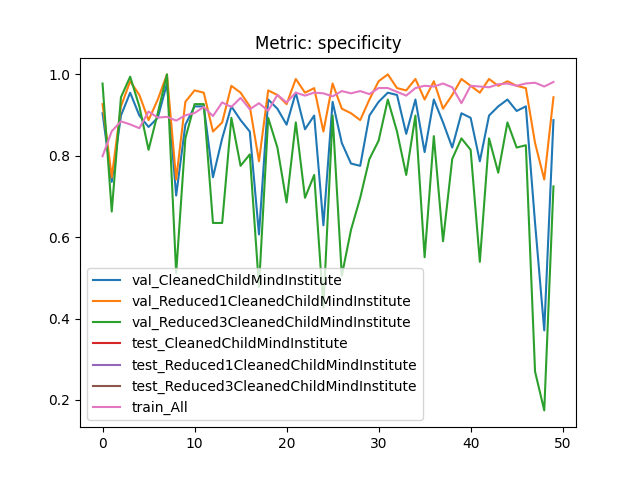 Metric: specificity
1.0
0.8
0.6
0.4
0.2
val_CleanedChildMindInstitute
val_Reduced1CleanedChildMindInstitute
val_Reduced3CleanedChildMindInstitute
test_CleanedChildMindInstitute
test_Reduced1CleanedChildMindInstitute
test_Reduced3CleanedChildMindInstitute
train_All
0 10 20 30 40 50